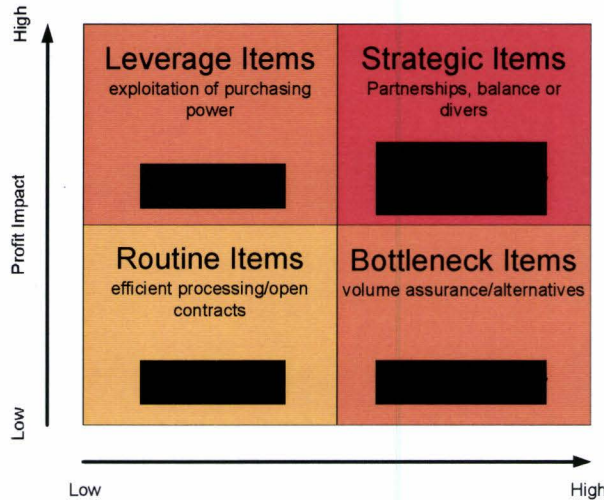 High
Profit Impact
Low
Leverage Items
exploitation of purchasing
power
Strategic Items
Partnerships, balance or
divers
Routine Items
efficient processing/open
contracts
Bottleneck Items
volume assurance/alternatives
Low
High